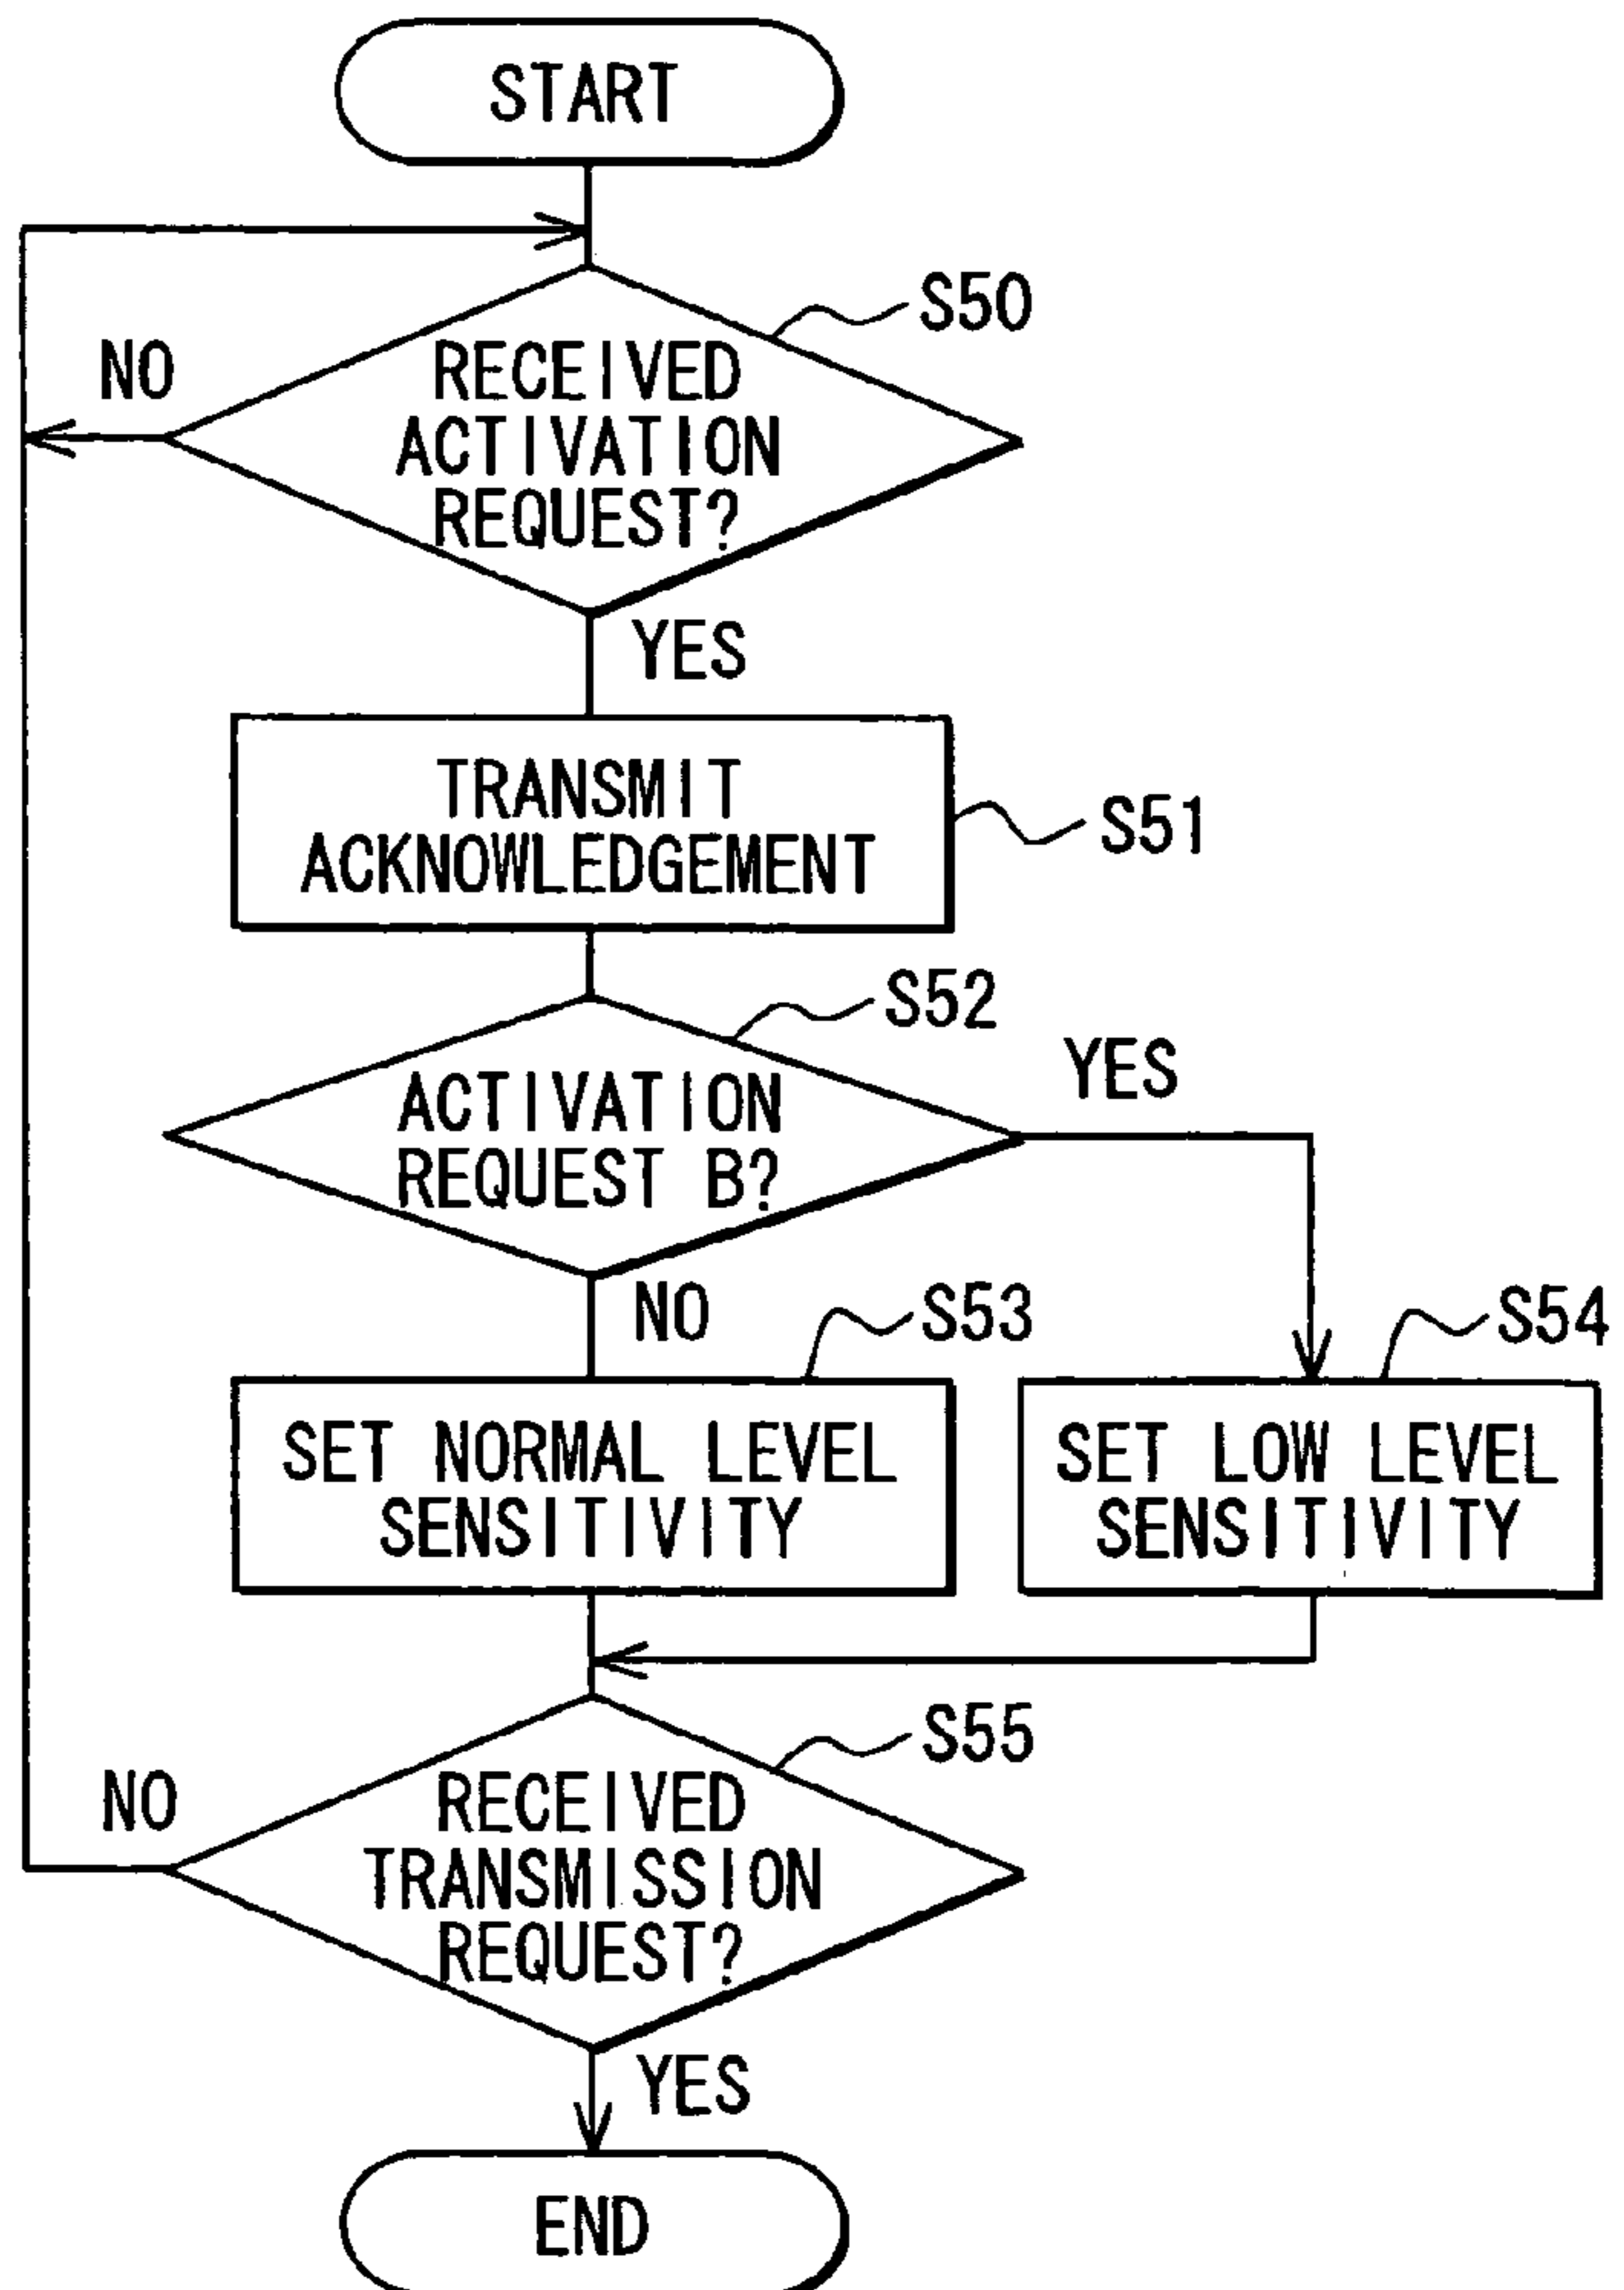 START
S50
NO
RECEIVED
ACTIVATION
REQUEST?
YES
TRANSMIT
ACKNOWLEDGEMENT
S51
S52
YES
ACTIVATION
REQUEST B?
NO
S53
S54
SET NORMAL LEVEL
SENSITIVITY
SET LOW LEVEL
SENSITIVITY
S55
NO
RECEIVED
TRANSMISSION
REQUEST?
YES
END